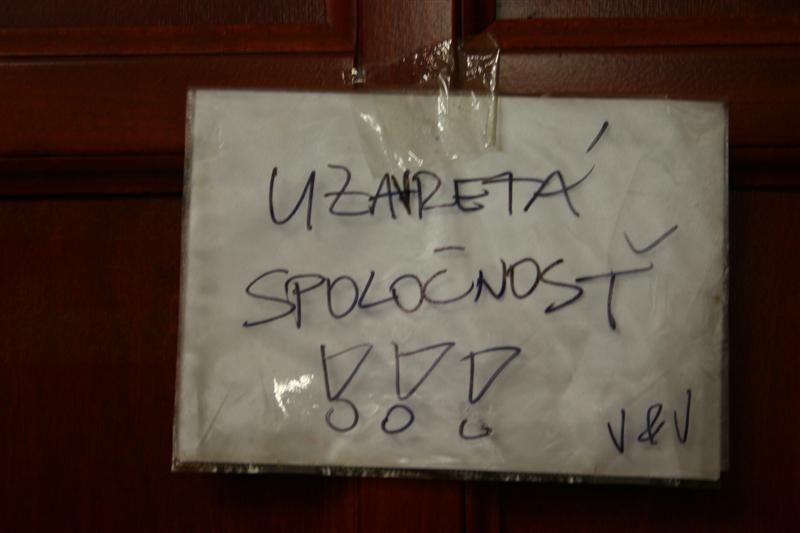 UZAVRETÁ
SPOLOČNOSŤ
!!!
V & V